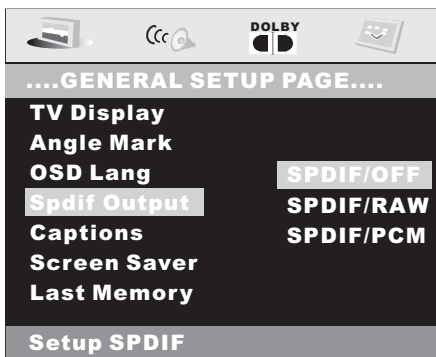 DOLBY
....GENERAL SETUP PAGE....
TV Display
Angle Mark
OSD Lang
SPDIF/OFF
Spdif Output
SPDIF/RAW
Captions
SPDIF/PCM
Screen Saver
Last Memory
Setup SPDIF